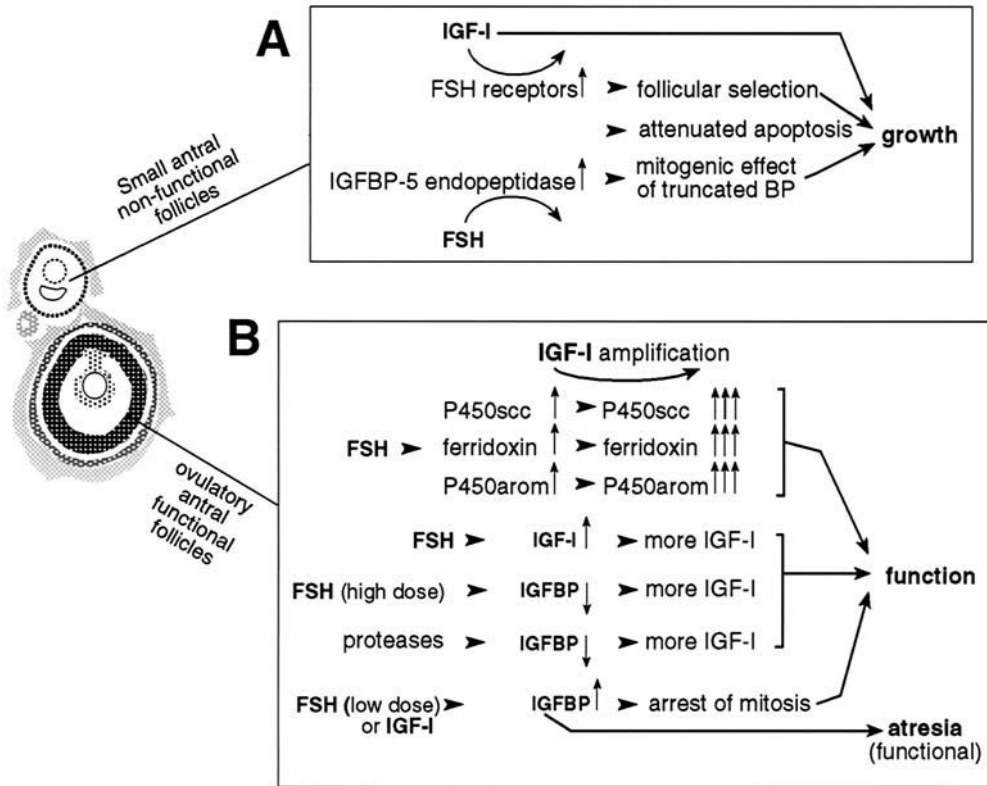 A
IGF-I
FSH receptors↑ ➤ follicular selection
➤ attenuated apoptosis
growth
IGFBP-5 endopeptidase↑ ➤ mitogenic effect
of truncated BP
FSH
Small antral
non-functional
follicles
B
IGF-I amplification
P450scc ↑ ➤ P450scc ↑↑↑
FSH ➤ ferridoxin ↑ ➤ ferridoxin ↑↑↑
P450arom↑ ➤ P450arom↑↑↑
ovulatory
antral
functional
follicles
FSH ➤ IGF-I ↑ ➤ more IGF-I
function
FSH (high dose) ➤ IGFBP ↓ ➤ more IGF-I
proteases ➤ IGFBP ↓ ➤ more IGF-I
FSH (low dose) ➤ IGFBP ↑ ➤ arrest of mitosis
or IGF-I
atresia
(functional)